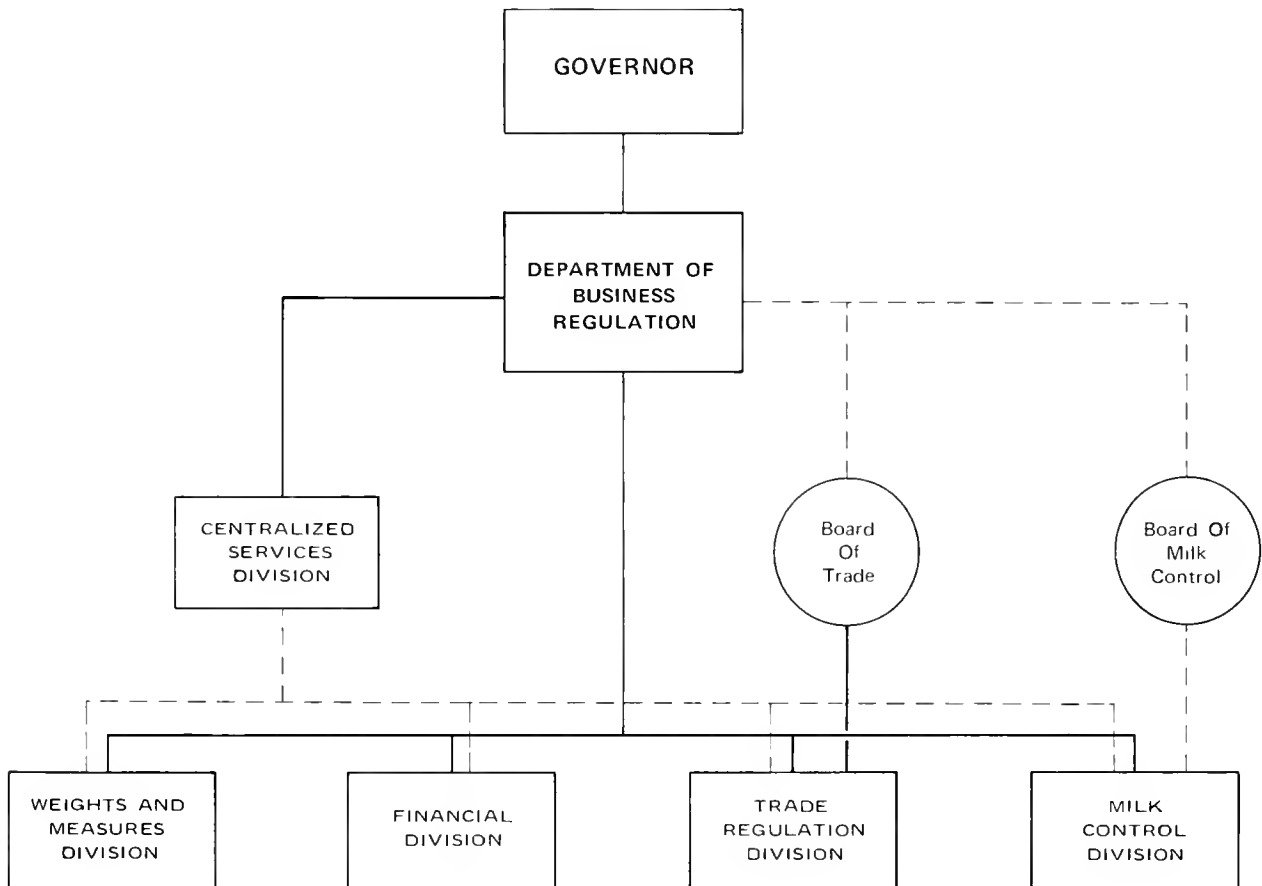 GOVERNOR
DEPARTMENT OF
BUSINESS
REGULATION
CENTRALIZED
SERVICES
DIVISION
Board
Of
Trade
Board Of
Milk
Control
WEIGHTS AND
MEASURES
DIVISION
FINANCIAL
DIVISION
TRADE
REGULATION
DIVISION
MILK
CONTROL
DIVISION